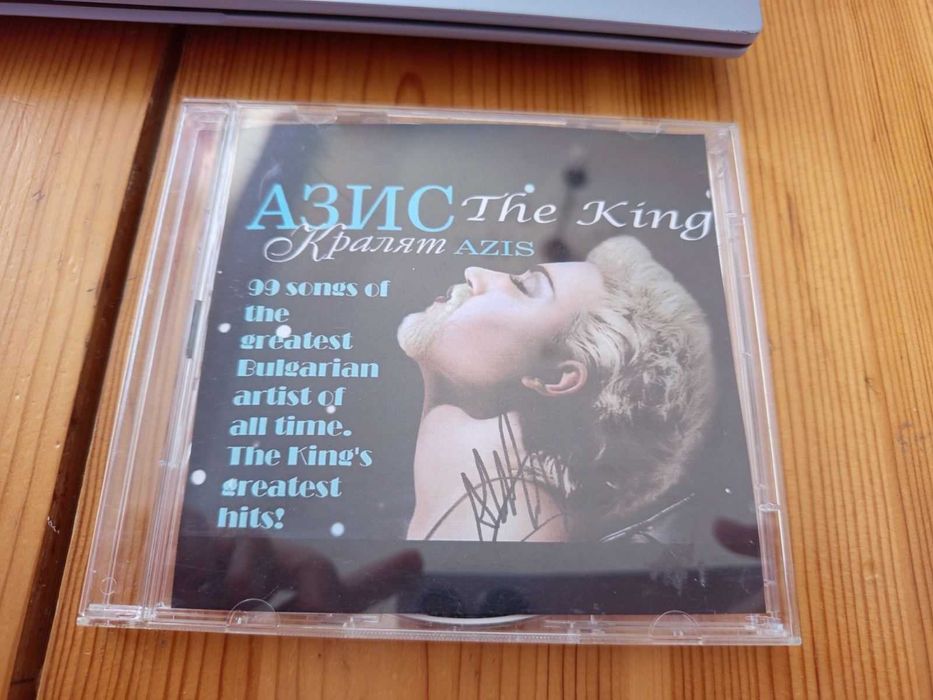 АЗИС The King
Кралят AZIS
99 songs of
the
greatest
Bulgarian
artist of
all time.
The King's
greatest
hits!